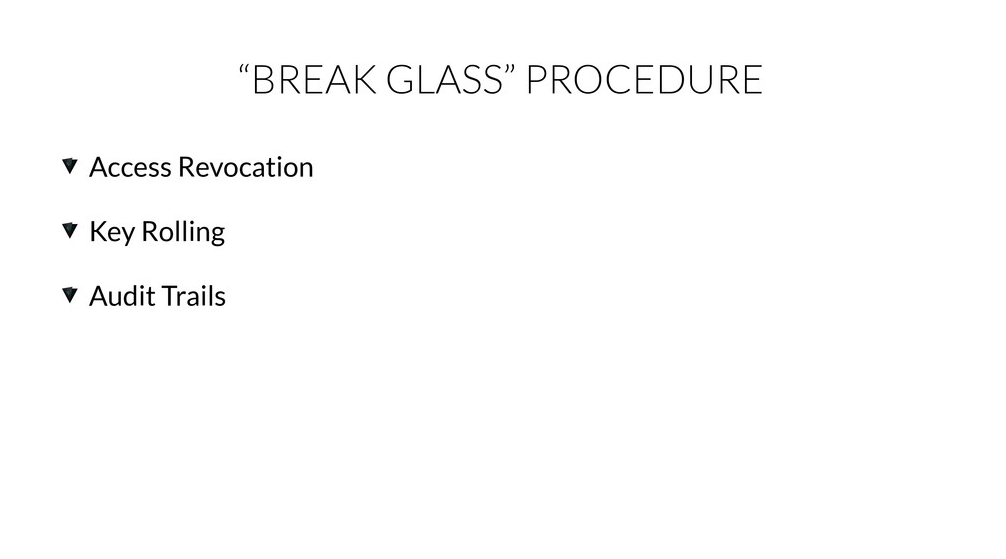 “BREAK GLASS” PROCEDURE
Access Revocation
Key Rolling
Audit Trails